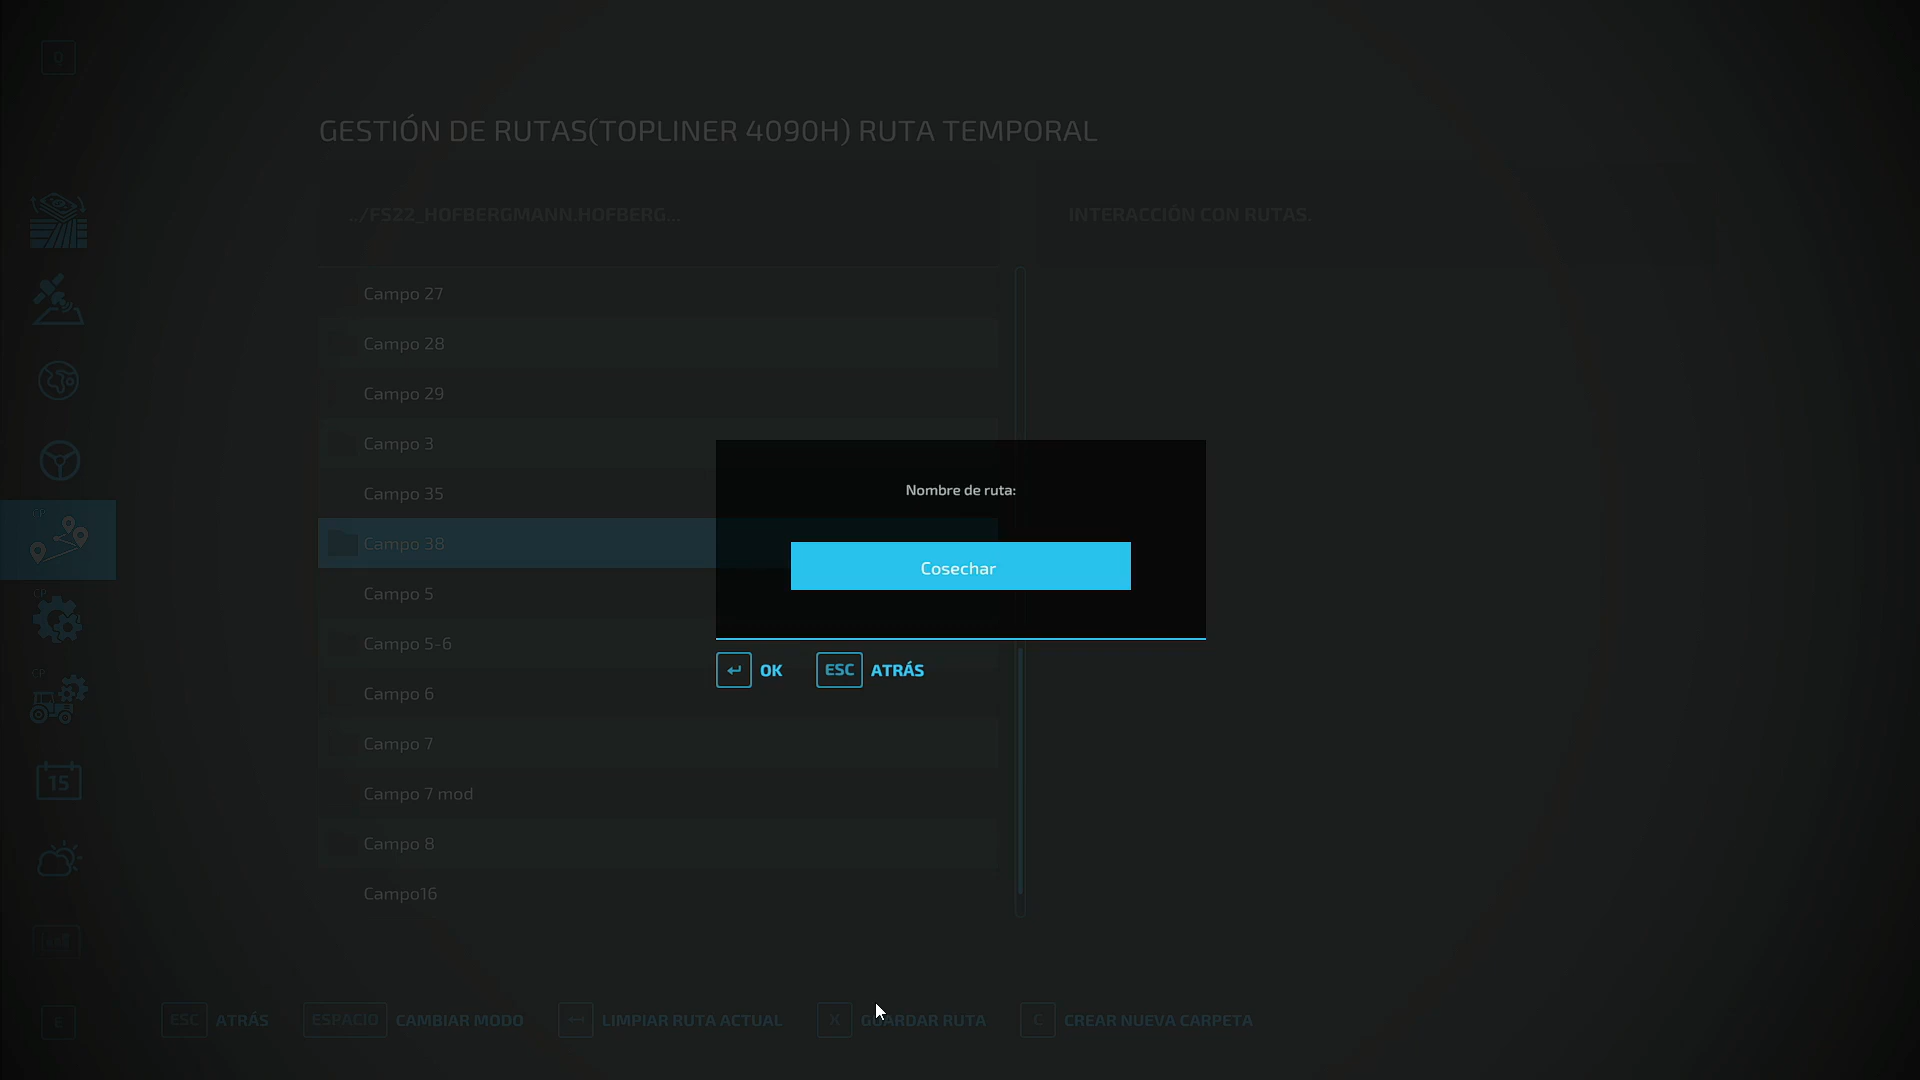 Q
GESTIÓN DE RUTAS(TOPLINER 4090H) RUTA TEMPORAL
../FS22_HOFBERGMANN.HOFBERG...
INTERACCIÓN CON RUTAS.
Campo 27
Campo 28
Campo 29
Campo 3
Campo 35
Campo 38
Campo 5
Campo 5-6
Campo 6
Campo 7
Campo 7 mod
Campo 8
Campo16
CP
CP
CP
15
Nombre de ruta:
Cosechar
OK
ESC ATRÁS
E
ESC ATRÁS
ESPACIO CAMBIAR MODO
LIMPIAR RUTA ACTUAL
X GUARDAR RUTA
C CREAR NUEVA CARPETA